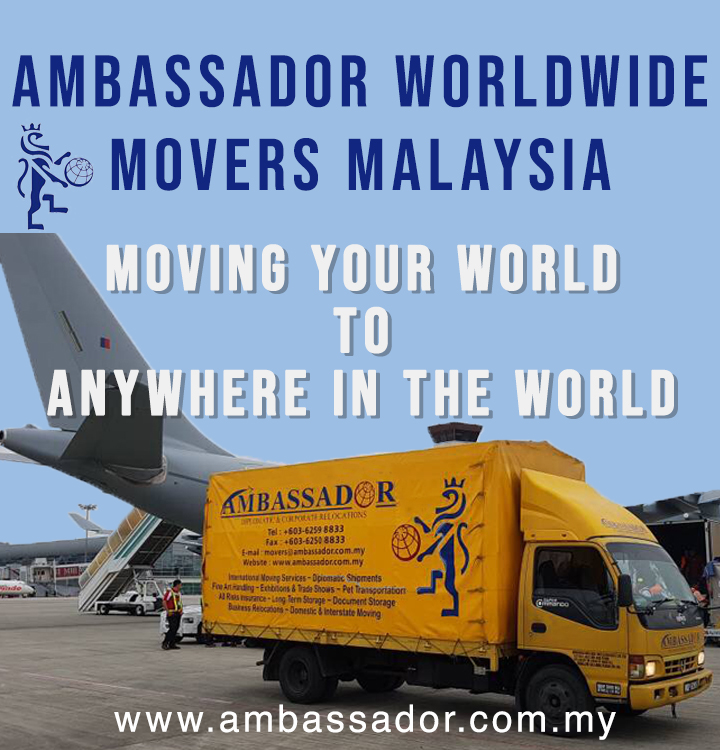 AMBASSADOR WORLDWIDE
MOVERS MALAYSIA
MOVING YOUR WORLD
TO
ANYWHERE IN THE WORLD
AMBASSADOR
DIPLOMATIC & CORPORATE RELOCATIONS
Tel : +603-6259 8833
Fax : +603-6250 8833
E-mail : movers@ambassador.com.my
Website : www.ambassador.com.my
International Moving Services ~ Diplomatic Shipments
Fine Art Handling ~ Exhibitions & Trade Shows ~ Pet Transportation
All Risks Insurance ~ Long Term Storage ~ Document Storage
Business Relocations ~ Domestic & Interstate Moving
COMMANDO
AMBASSADOR
www.ambassador.com.my